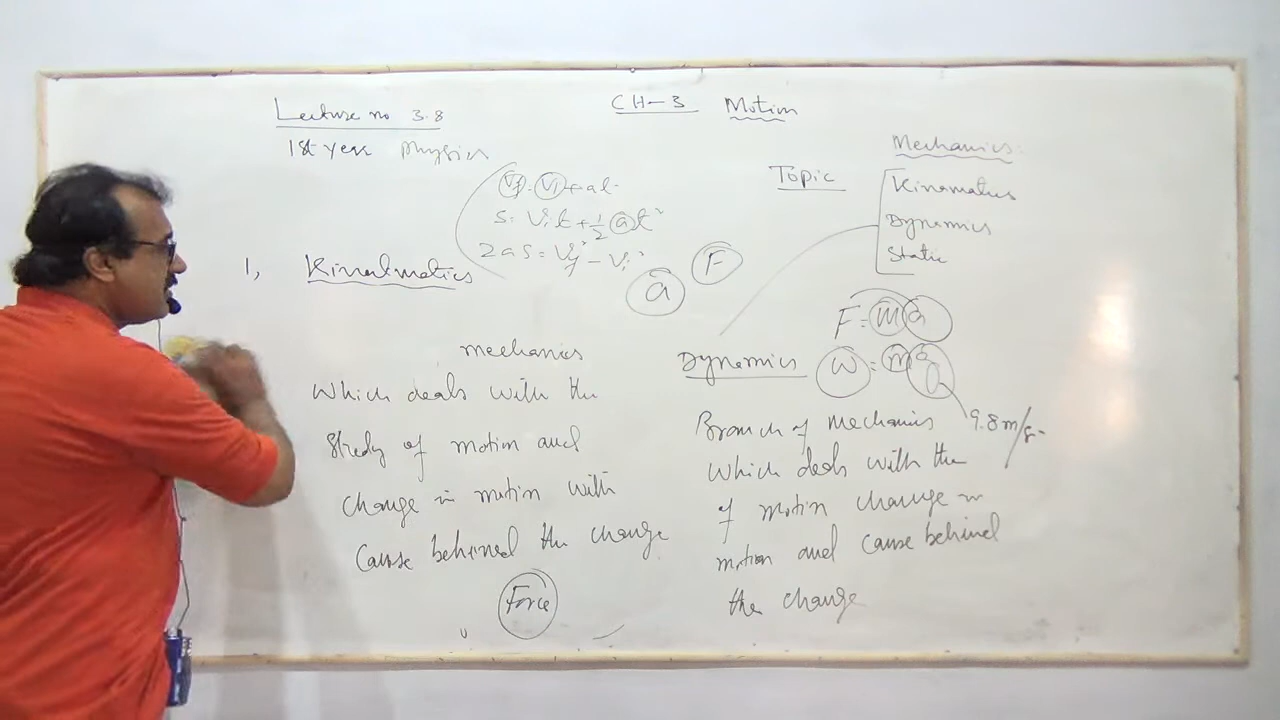 Lecture no 3.8
CH-3 Motion
1st year physics
Mechanics:
Topic
Kinematics
Dynamics
Static
Vf = Vi + at
S = Vit + 1/2 at²
2as = Vf² - Vi²
1, Kinalmatics
a
F
F = ma
W = mg
9.8 m/s
mechanics
Which deals with the
Study of motion and
Change in motion with
Cause behined the change
Force
Dynamics
Branch of mechanics
Which deals with the
of motion change in
motion and cause behind
the change